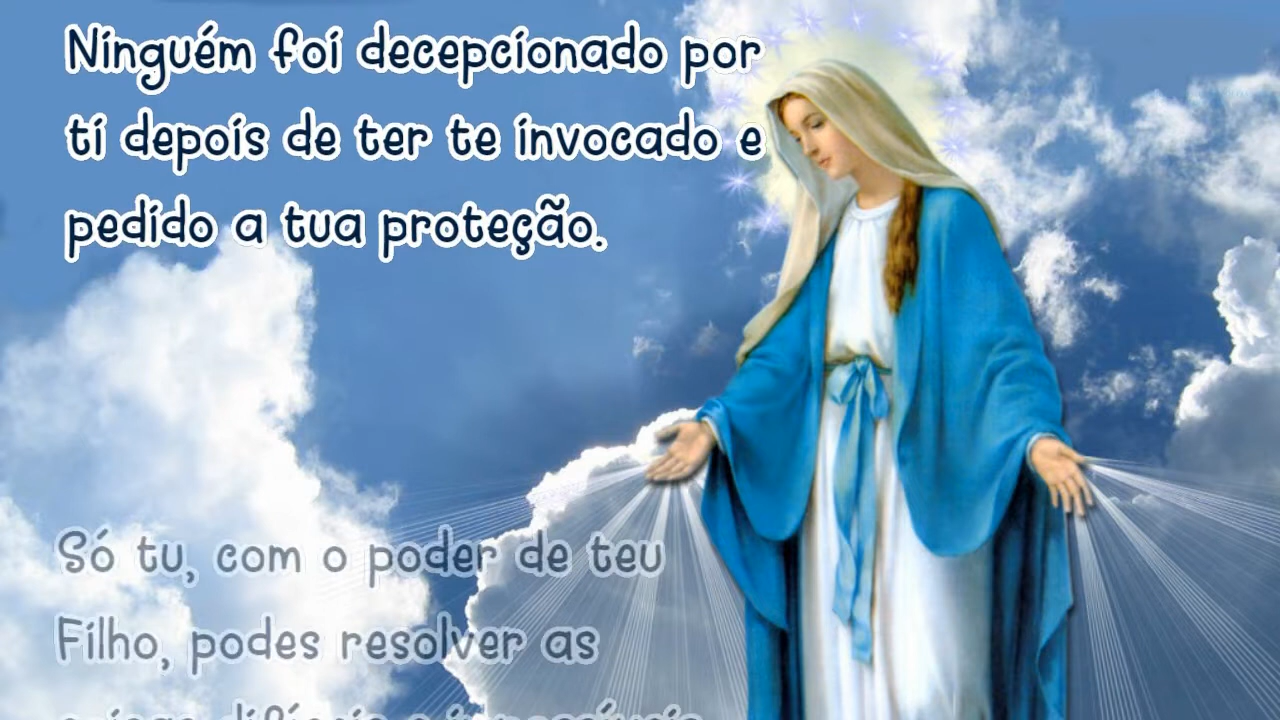 Ninguém foi decepcionado por
ti depois de ter te invocado e
pedido a tua proteção.
Só tu, com o poder de teu
Filho, podes resolver as